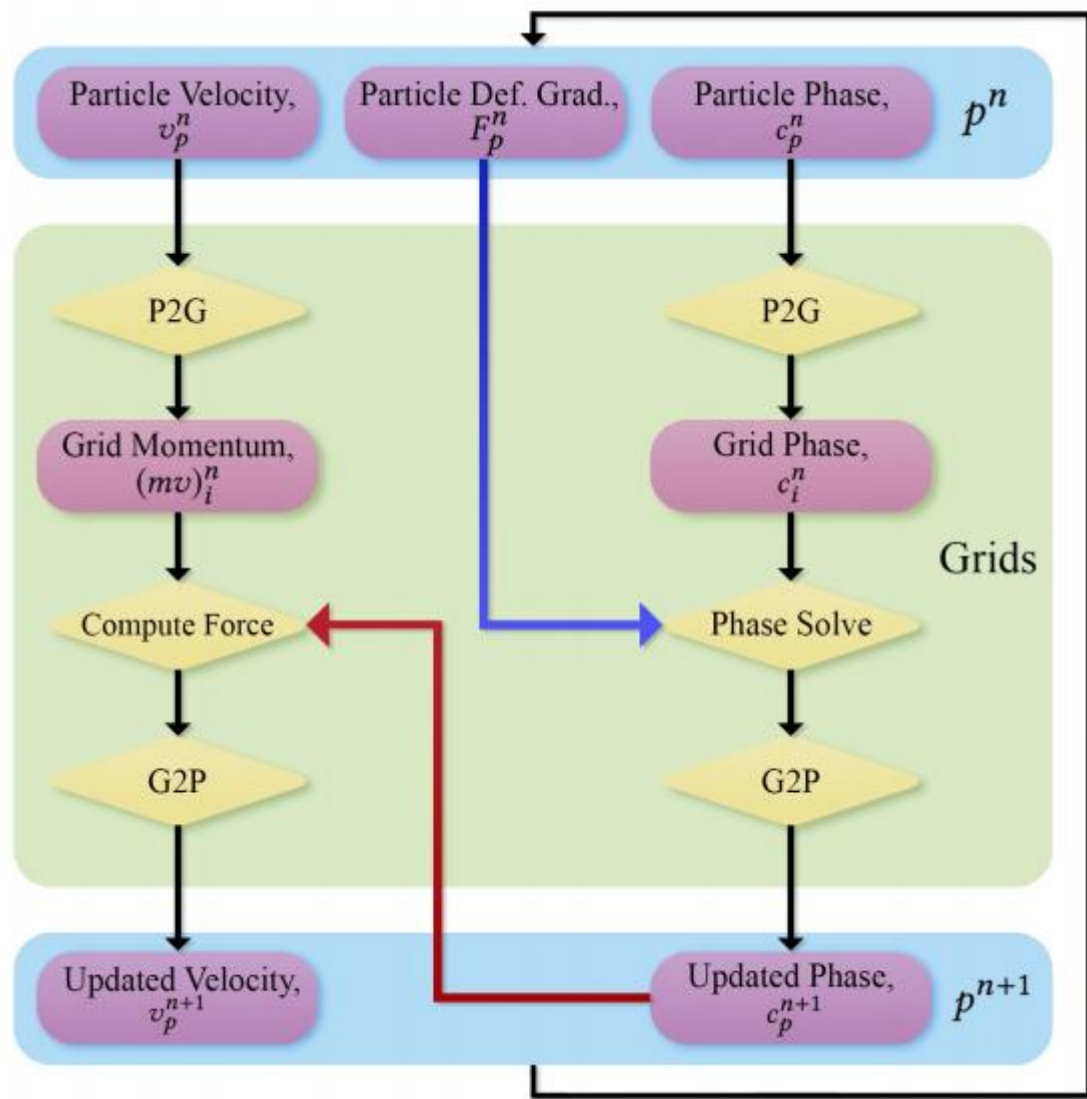 Particle Velocity,
$v_p^n$
Particle Def. Grad.,
$F_p^n$
Particle Phase,
$c_p^n$
$p^n$
P2G
P2G
Grid Momentum,
$(mv)_i^n$
Grid Phase,
$c_i^n$
Grids
Compute Force
Phase Solve
G2P
G2P
Updated Velocity,
$v_p^{n+1}$
Updated Phase,
$c_p^{n+1}$
$p^{n+1}$